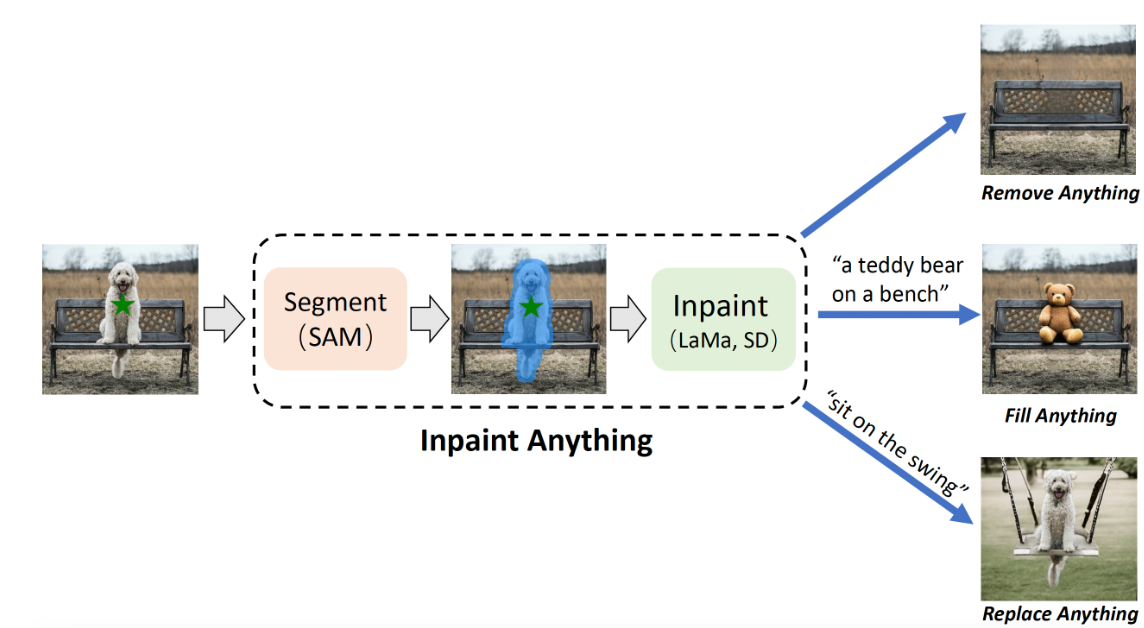 Remove Anything
Segment
（SAM）
Inpaint
（LaMa, SD）
“a teddy bear
on a bench”
Inpaint Anything
Fill Anything
“sit on the swing”
Replace Anything